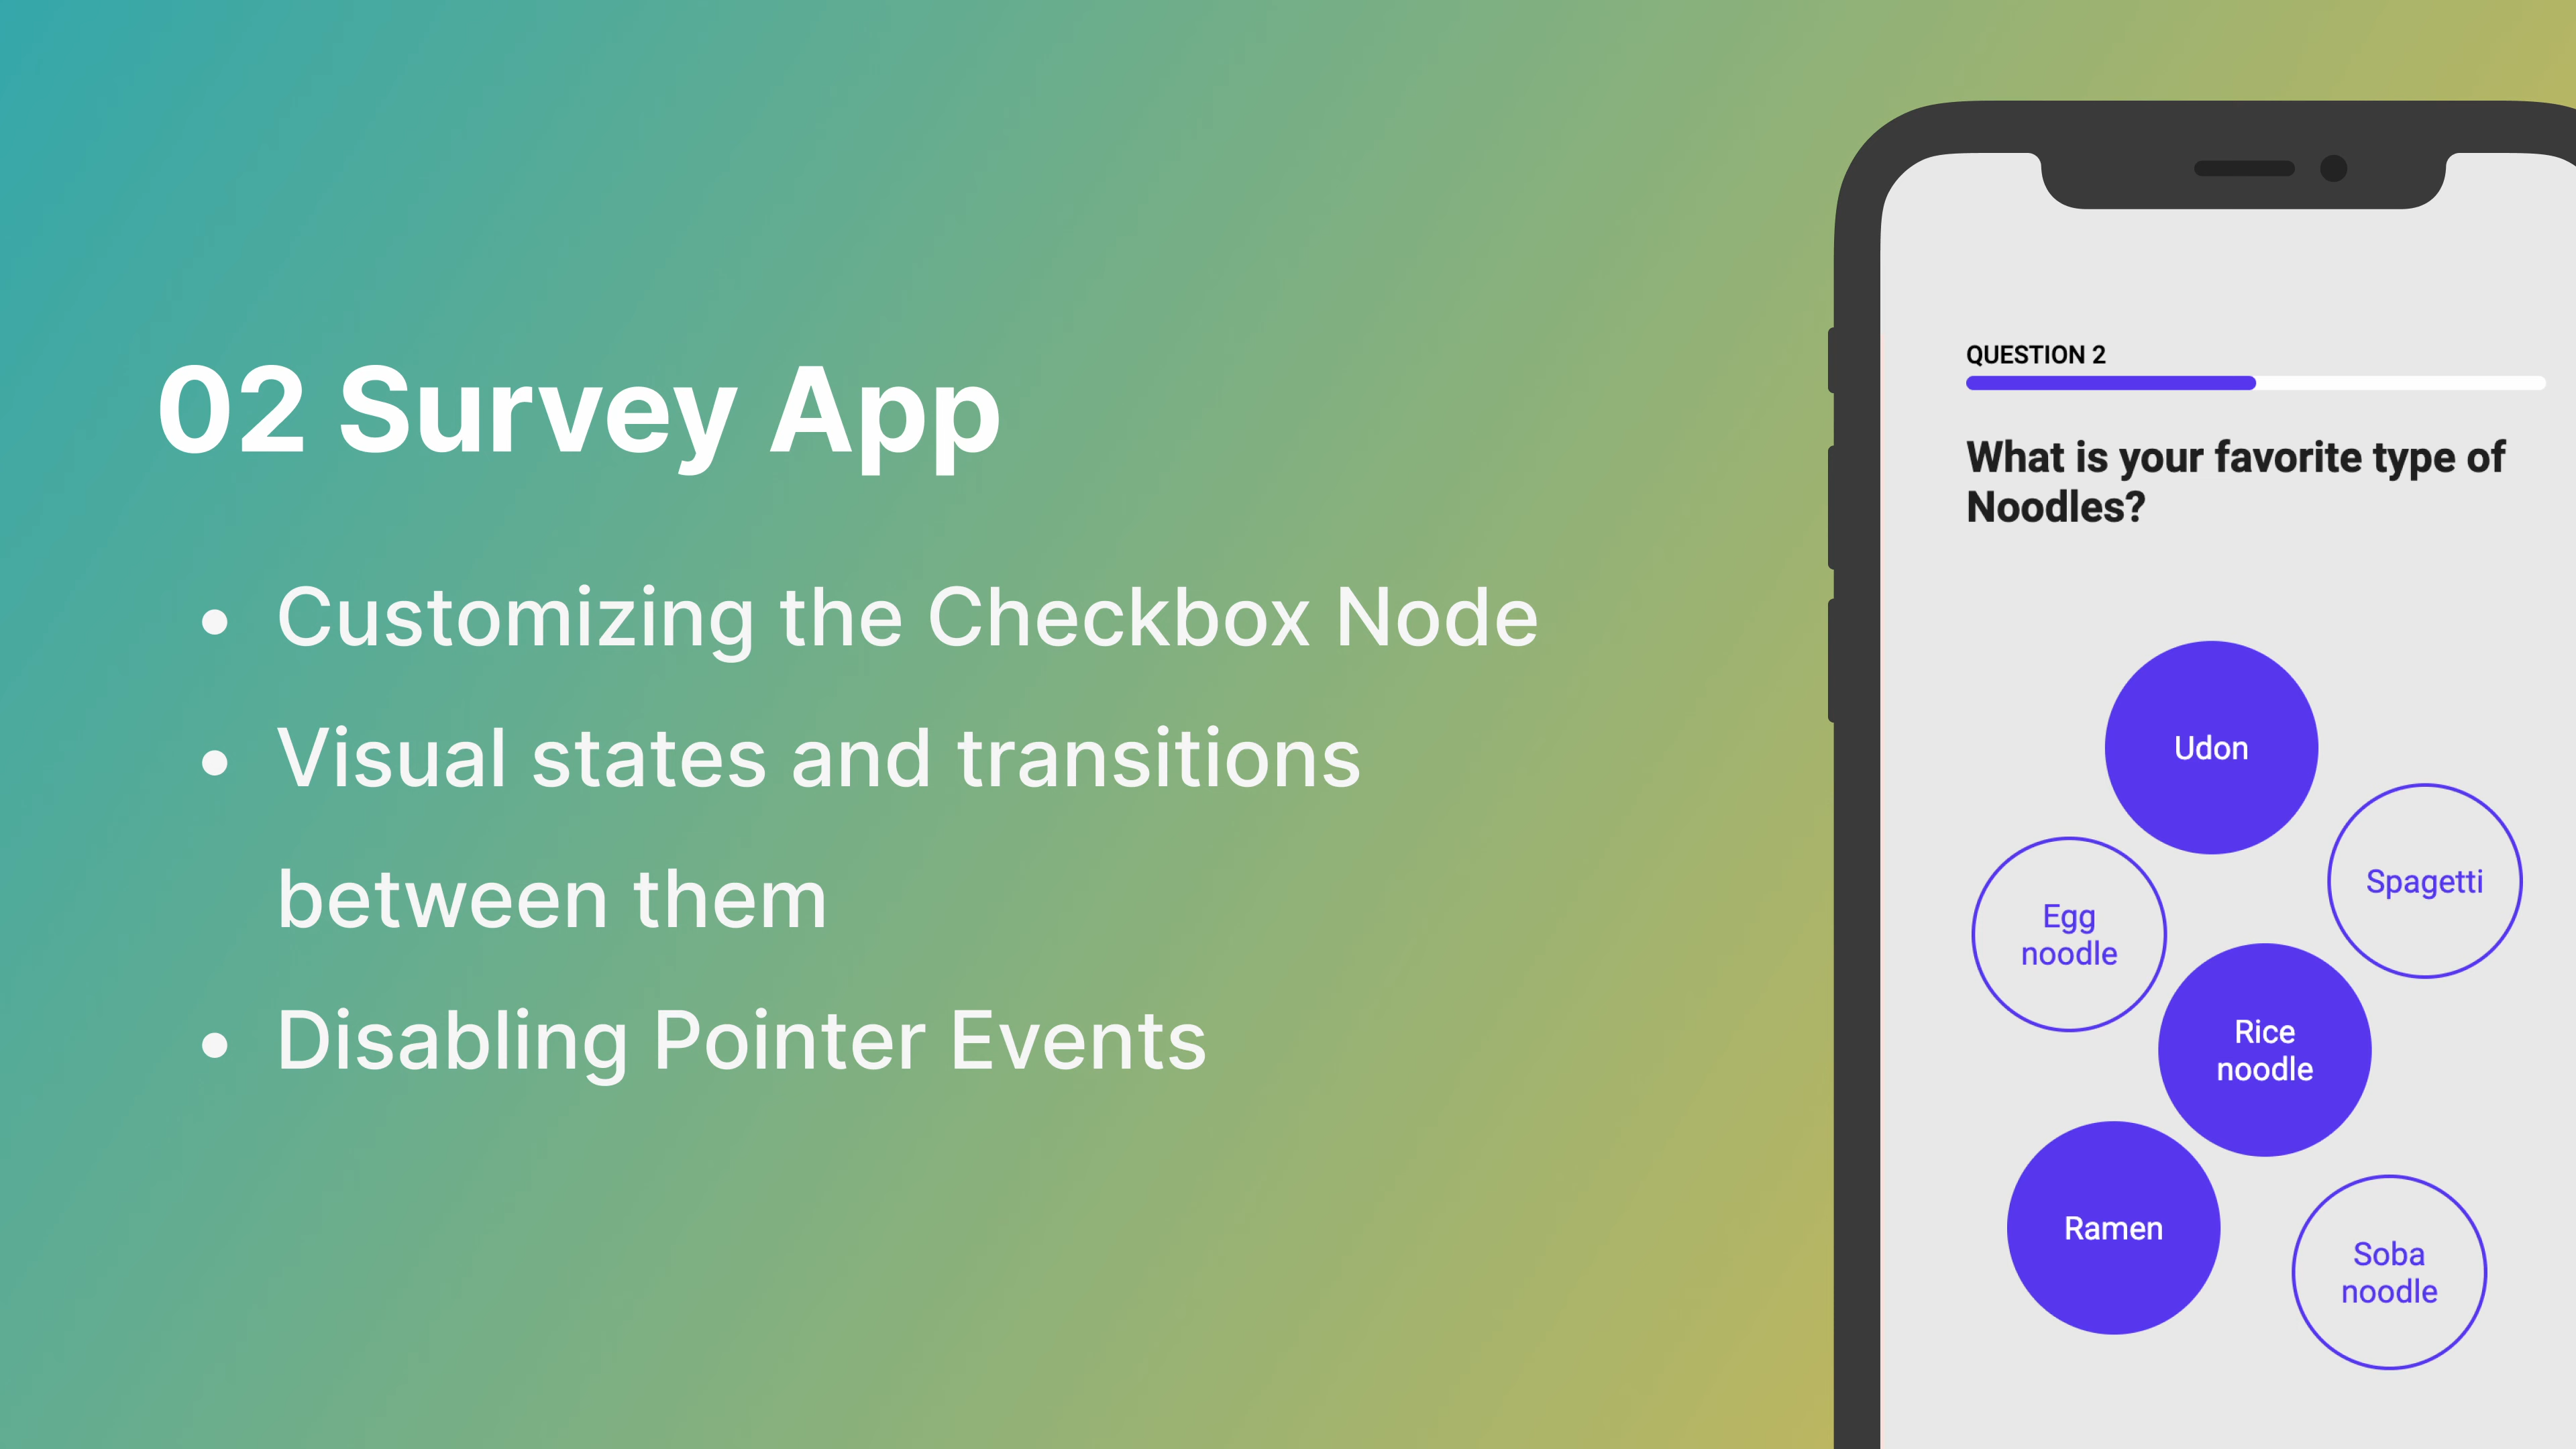 02 Survey App
• Customizing the Checkbox Node
• Visual states and transitions
between them
• Disabling Pointer Events
QUESTION 2
What is your favorite type of
Noodles?
Udon
Spagetti
Egg
noodle
Rice
noodle
Ramen
Soba
noodle